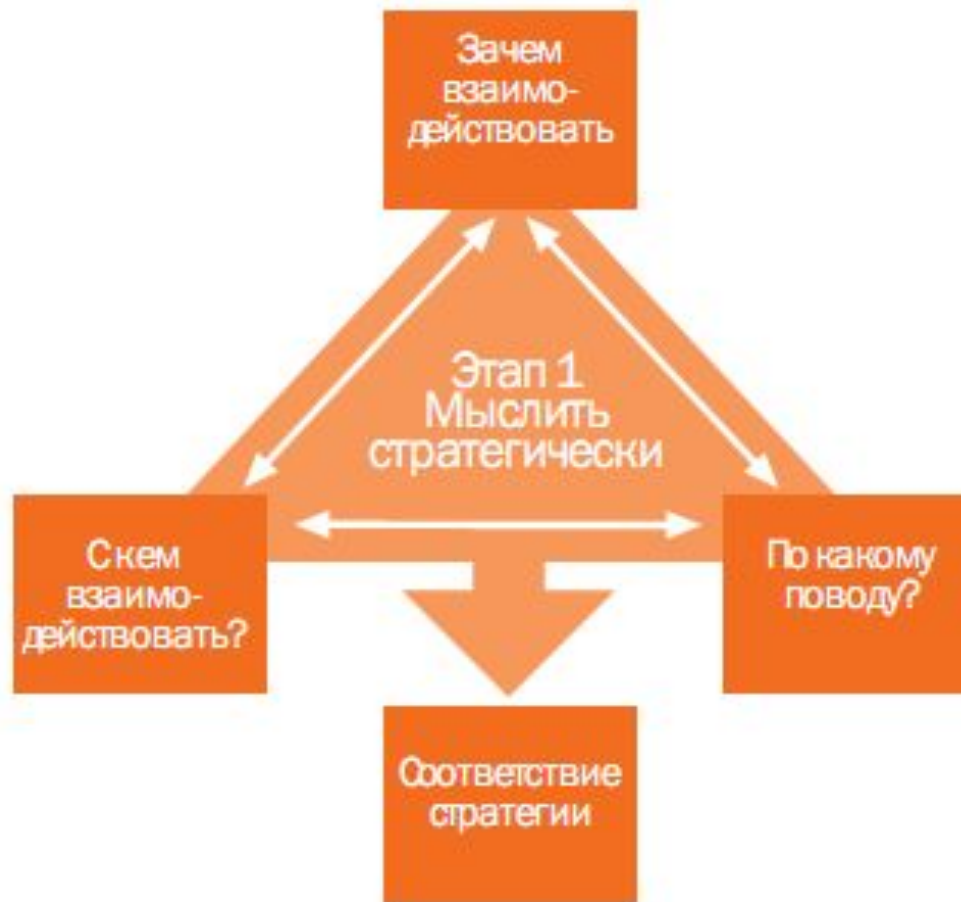 Зачем
взаимо-
действовать
Этап 1
Мыслить
стратегически
С кем
взаимо-
действовать?
По какому
поводу?
Соответствие
стратегии